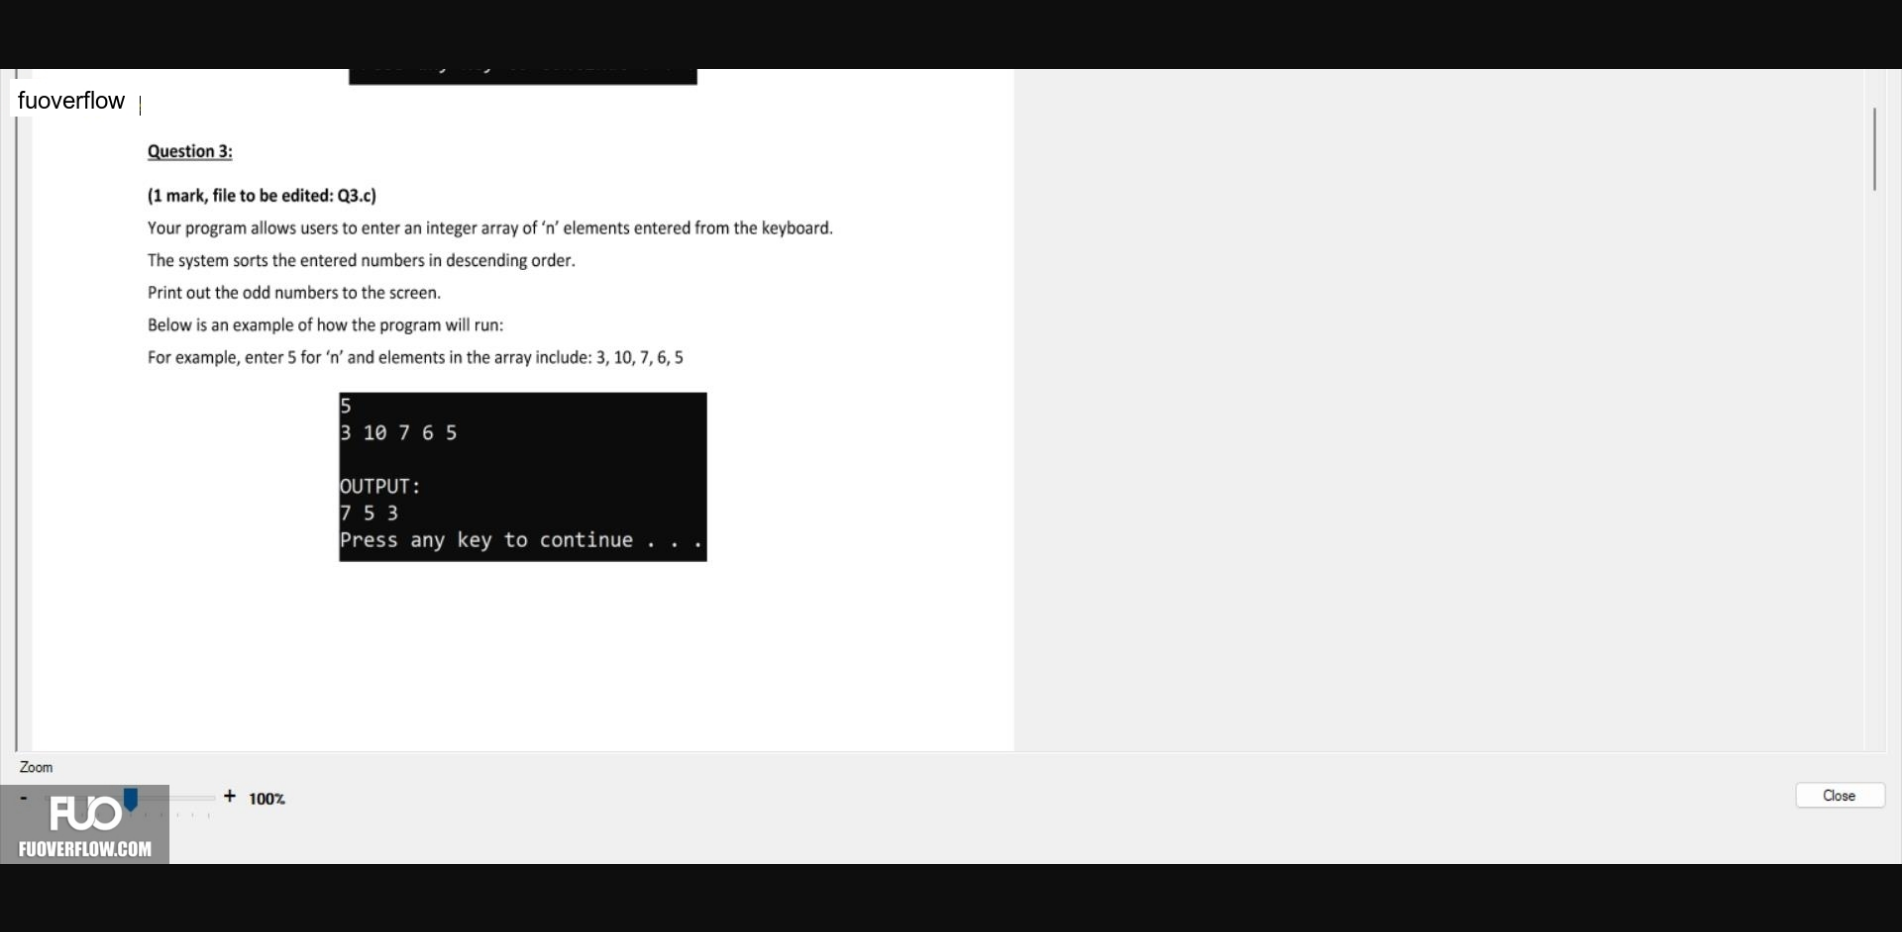 fuoverflow
Question 3:
(1 mark, file to be edited: Q3.c)
Your program allows users to enter an integer array of ‘n’ elements entered from the keyboard.
The system sorts the entered numbers in descending order.
Print out the odd numbers to the screen.
Below is an example of how the program will run:
For example, enter 5 for ‘n’ and elements in the array include: 3, 10, 7, 6, 5
5
3 10 7 6 5
OUTPUT:
7 5 3
Press any key to continue . . .
Zoom
- + 100%
Close
FUO
FUOVERFLOW.COM